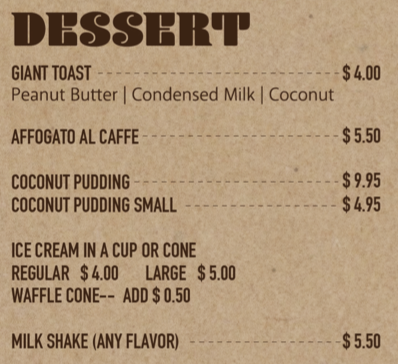 DESSERT
GIANT TOAST $ 4.00
Peanut Butter | Condensed Milk | Coconut
AFFOGATO AL CAFFE $ 5.50
COCONUT PUDDING $ 9.95
COCONUT PUDDING SMALL $ 4.95
ICE CREAM IN A CUP OR CONE
REGULAR $ 4.00 LARGE $ 5.00
WAFFLE CONE-- ADD $ 0.50
MILK SHAKE (ANY FLAVOR) $ 5.50